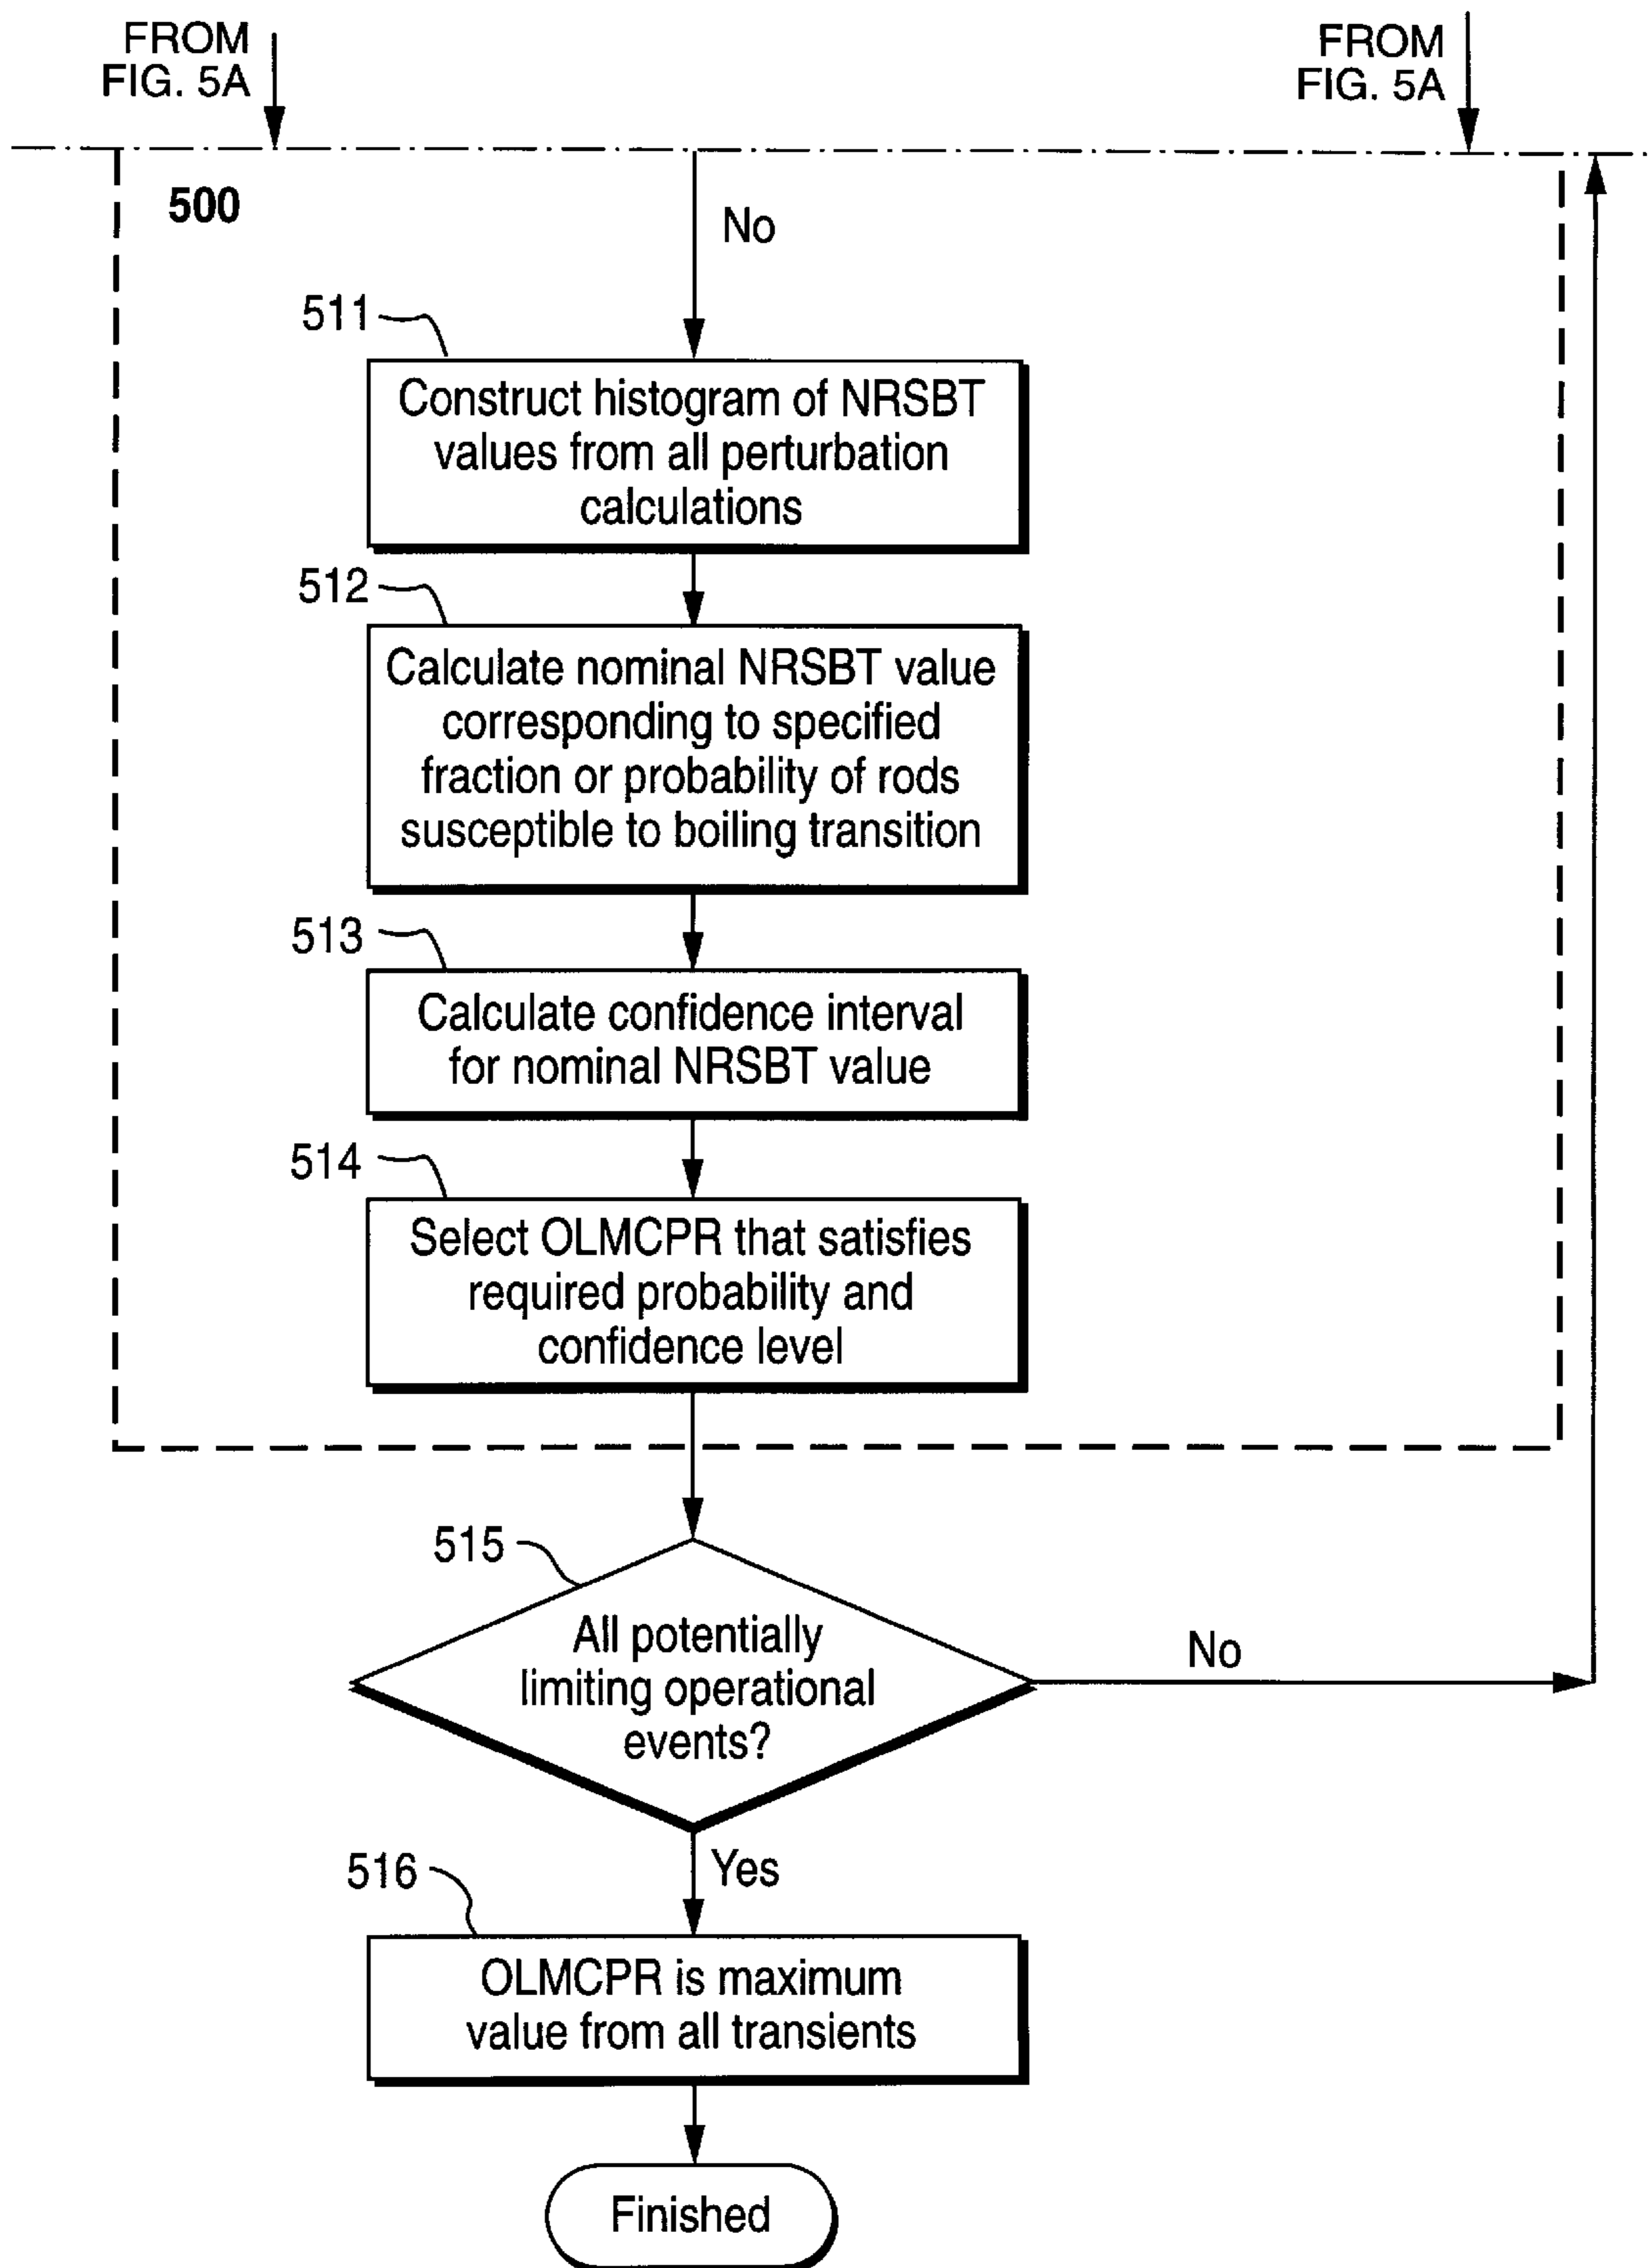 FROM
FIG. 5A
FROM
FIG. 5A
500
No
511
Construct histogram of NRSBT
values from all perturbation
calculations
512
Calculate nominal NRSBT value
corresponding to specified
fraction or probability of rods
susceptible to boiling transition
513
Calculate confidence interval
for nominal NRSBT value
514
Select OLMCPR that satisfies
required probability and
confidence level
515
All potentially
limiting operational
events?
No
Yes
516
OLMCPR is maximum
value from all transients
Finished